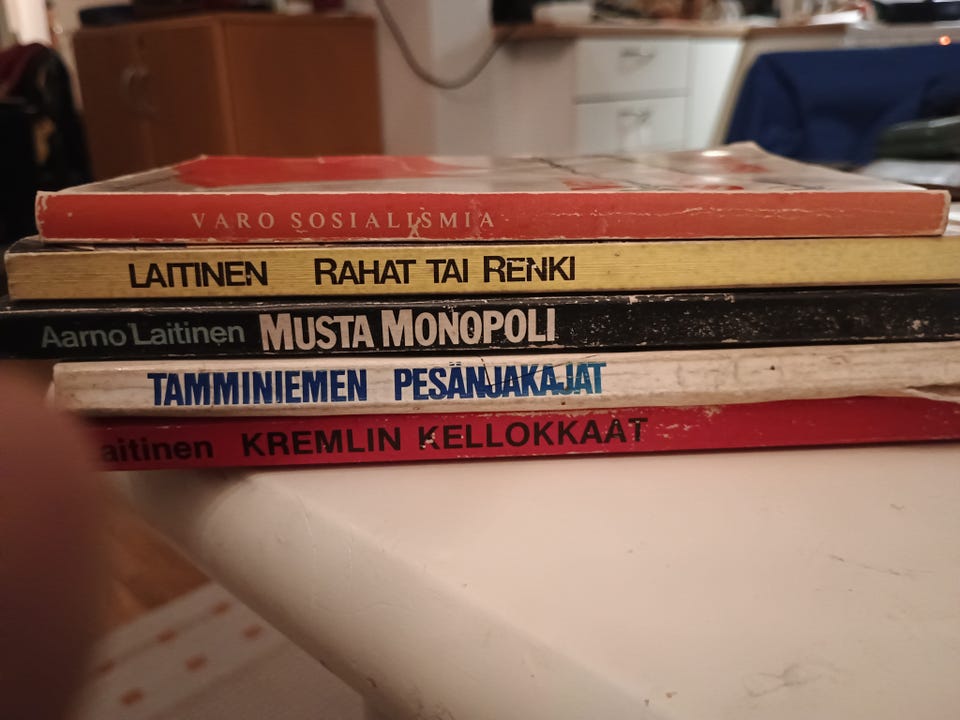 VARO SOSIALISMIA
LAITINEN RAHAT TAI RENKI
Aarno Laitinen MUSTA MONOPOLI
TAMMINIEMEN PESÄNJAKAJAT
aitinen KREMLIN KELLOKKAAT